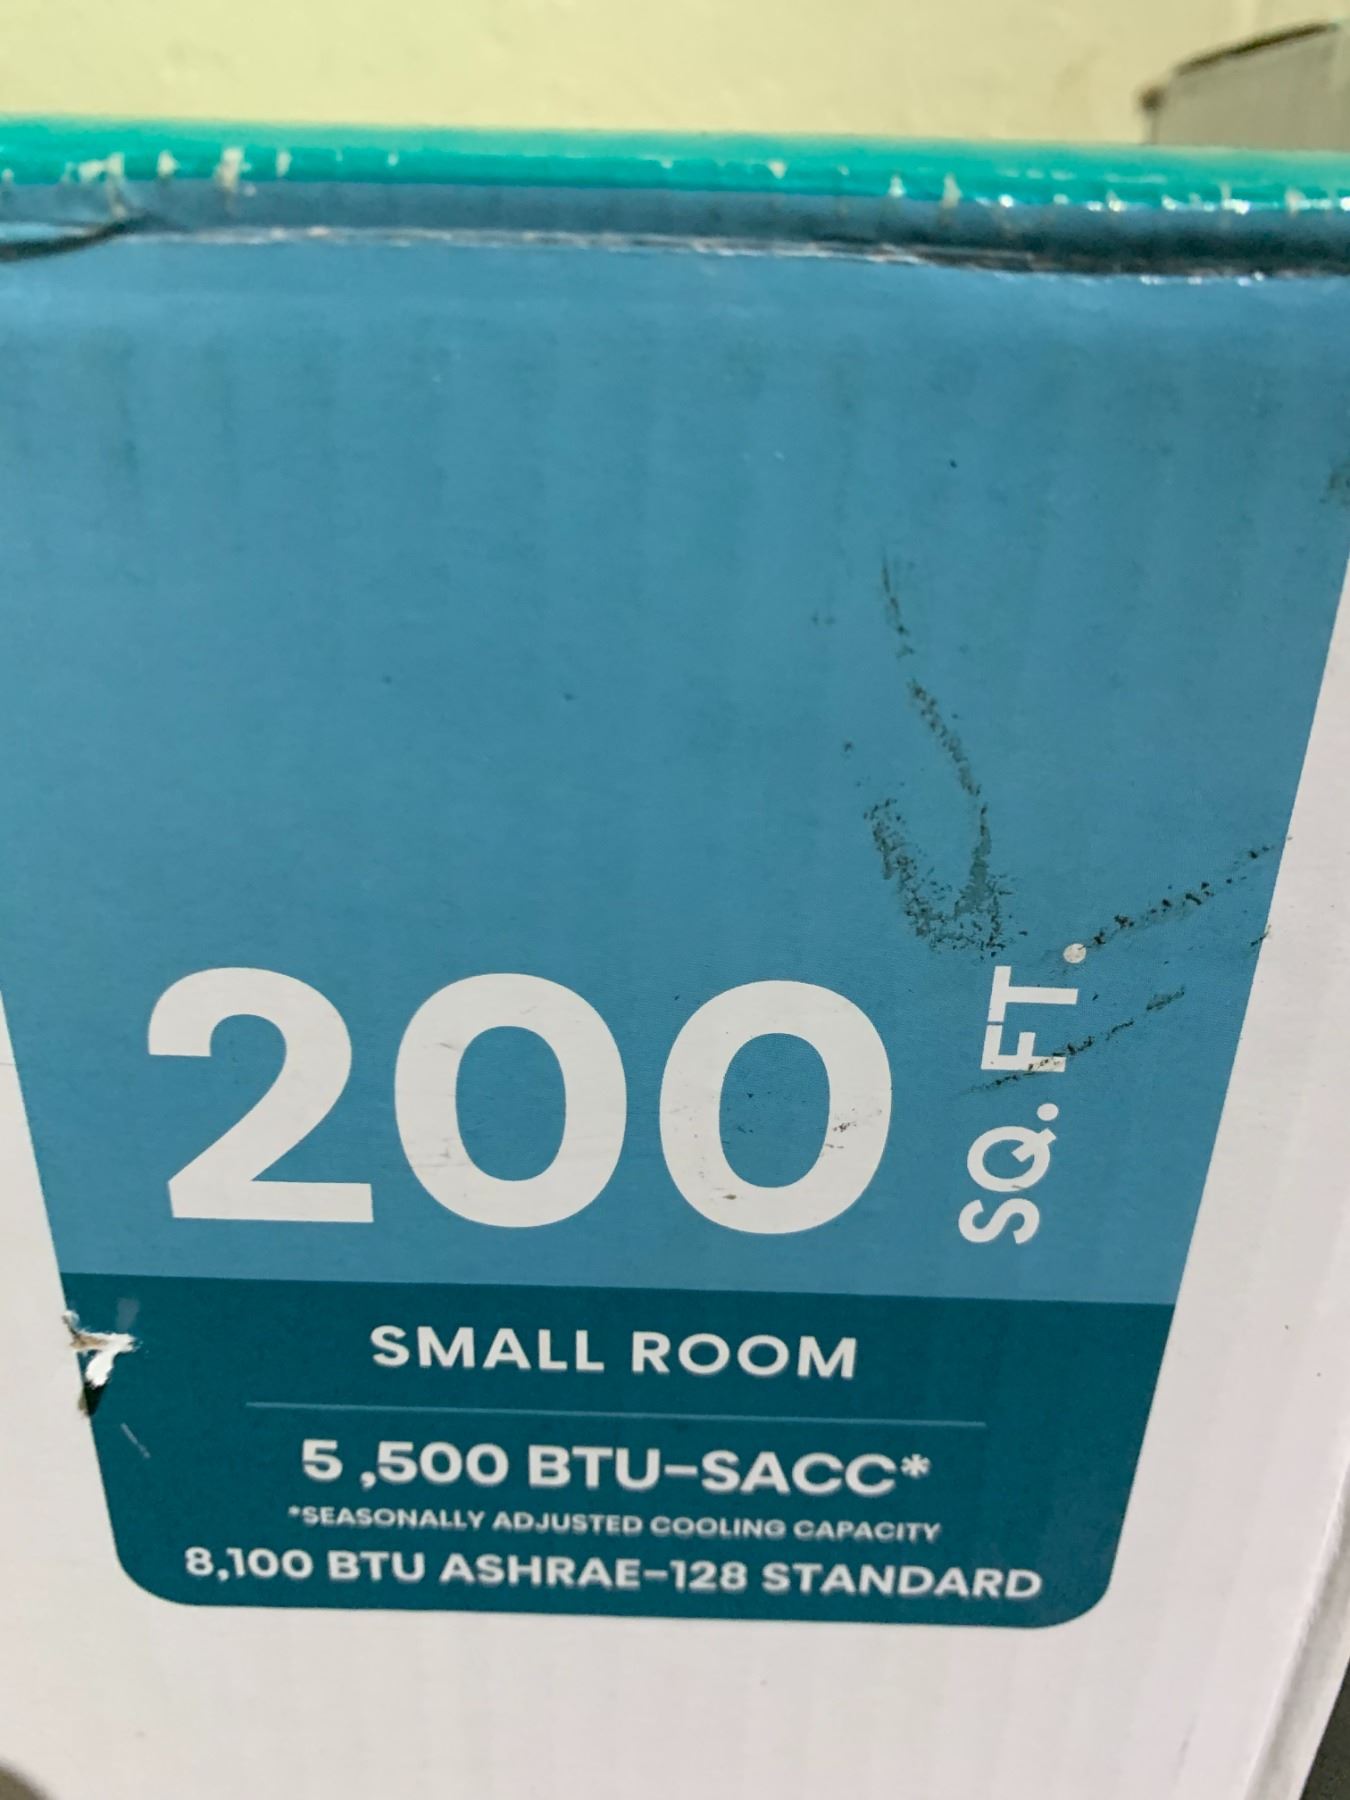 200 SQ. FT.
SMALL ROOM
5 ,500 BTU-SACC*
*SEASONALLY ADJUSTED COOLING CAPACITY
8,100 BTU ASHRAE-128 STANDARD